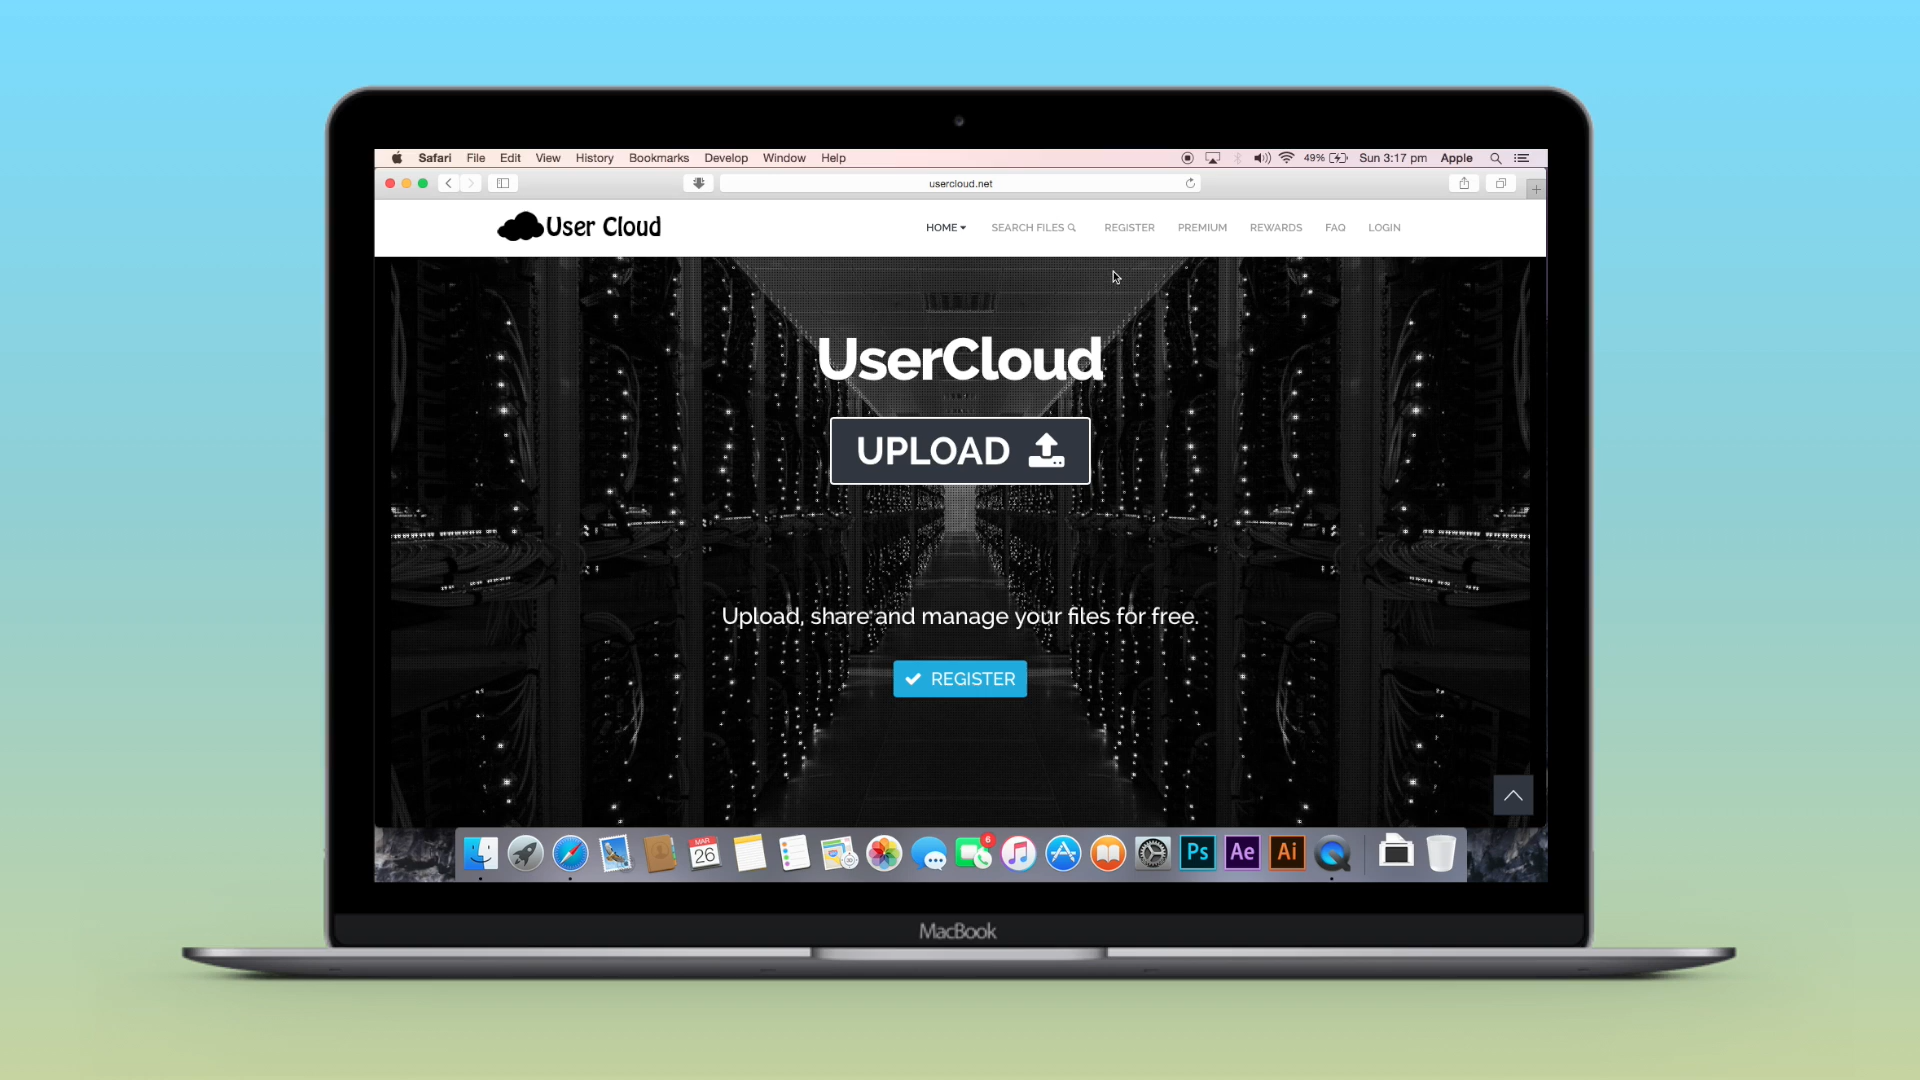 Safari File Edit View History Bookmarks Develop Window Help 49% Sun 3:17 pm Apple
usercloud.net
User Cloud HOME SEARCH FILES REGISTER PREMIUM REWARDS FAQ LOGIN
UserCloud
UPLOAD
Upload, share and manage your files for free.
REGISTER
MAR
26
6
Ps Ae Ai
MacBook